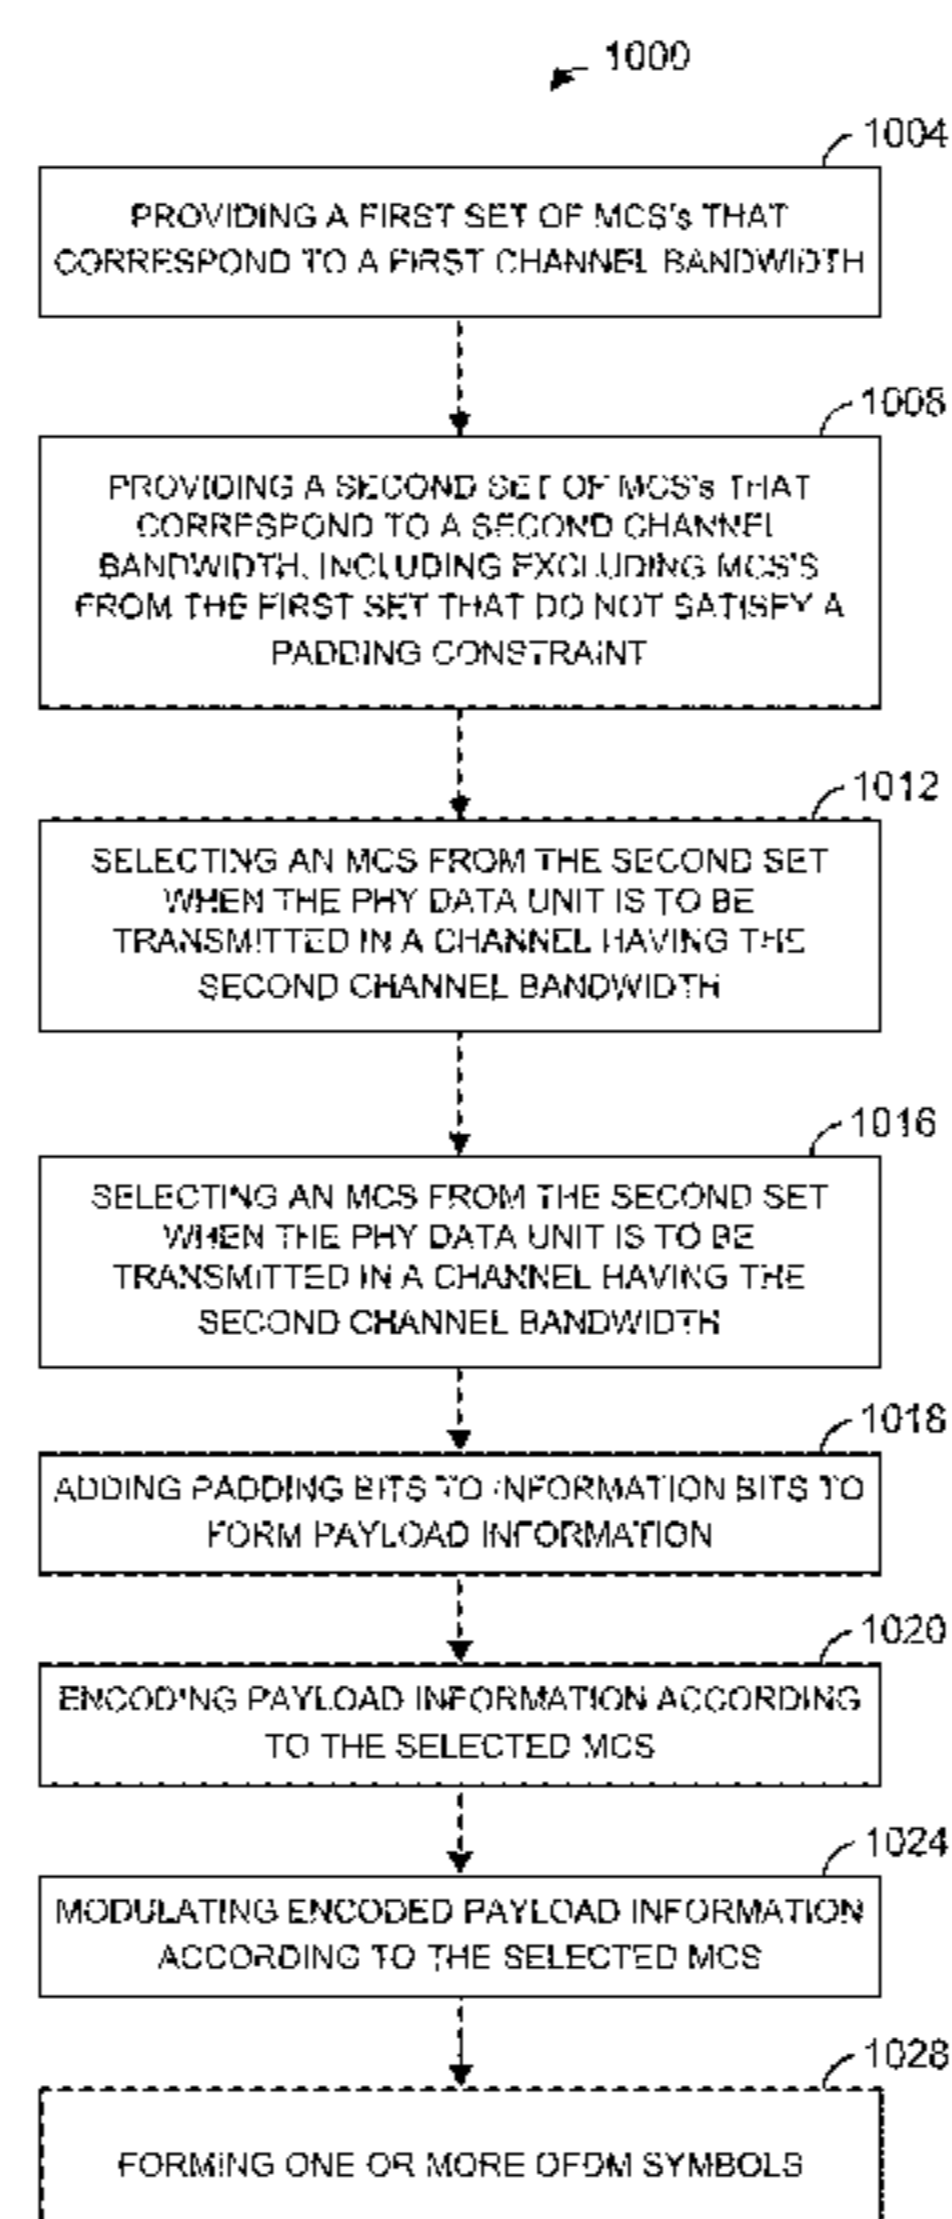 1000
1004
PROVIDING A FIRST SET OF MCS's THAT
CORRESPOND TO A FIRST CHANNEL BANDWIDTH
1008
PROVIDING A SECOND SET OF MCS's THAT
CORRESPOND TO A SECOND CHANNEL
BANDWIDTH, INCLUDING EXCLUDING MCS'S
FROM THE FIRST SET THAT DO NOT SATISFY A
PADDING CONSTRAINT
1012
SELECTING AN MCS FROM THE SECOND SET
WHEN THE PHY DATA UNIT IS TO BE
TRANSMITTED IN A CHANNEL HAVING THE
SECOND CHANNEL BANDWIDTH
1016
SELECTING AN MCS FROM THE SECOND SET
WHEN THE PHY DATA UNIT IS TO BE
TRANSMITTED IN A CHANNEL HAVING THE
SECOND CHANNEL BANDWIDTH
1018
ADDING PADDING BITS TO INFORMATION BITS TO
FORM PAYLOAD INFORMATION
1020
ENCODING PAYLOAD INFORMATION ACCORDING
TO THE SELECTED MCS
1024
MODULATING ENCODED PAYLOAD INFORMATION
ACCORDING TO THE SELECTED MCS
1028
FORMING ONE OR MORE OFDM SYMBOLS